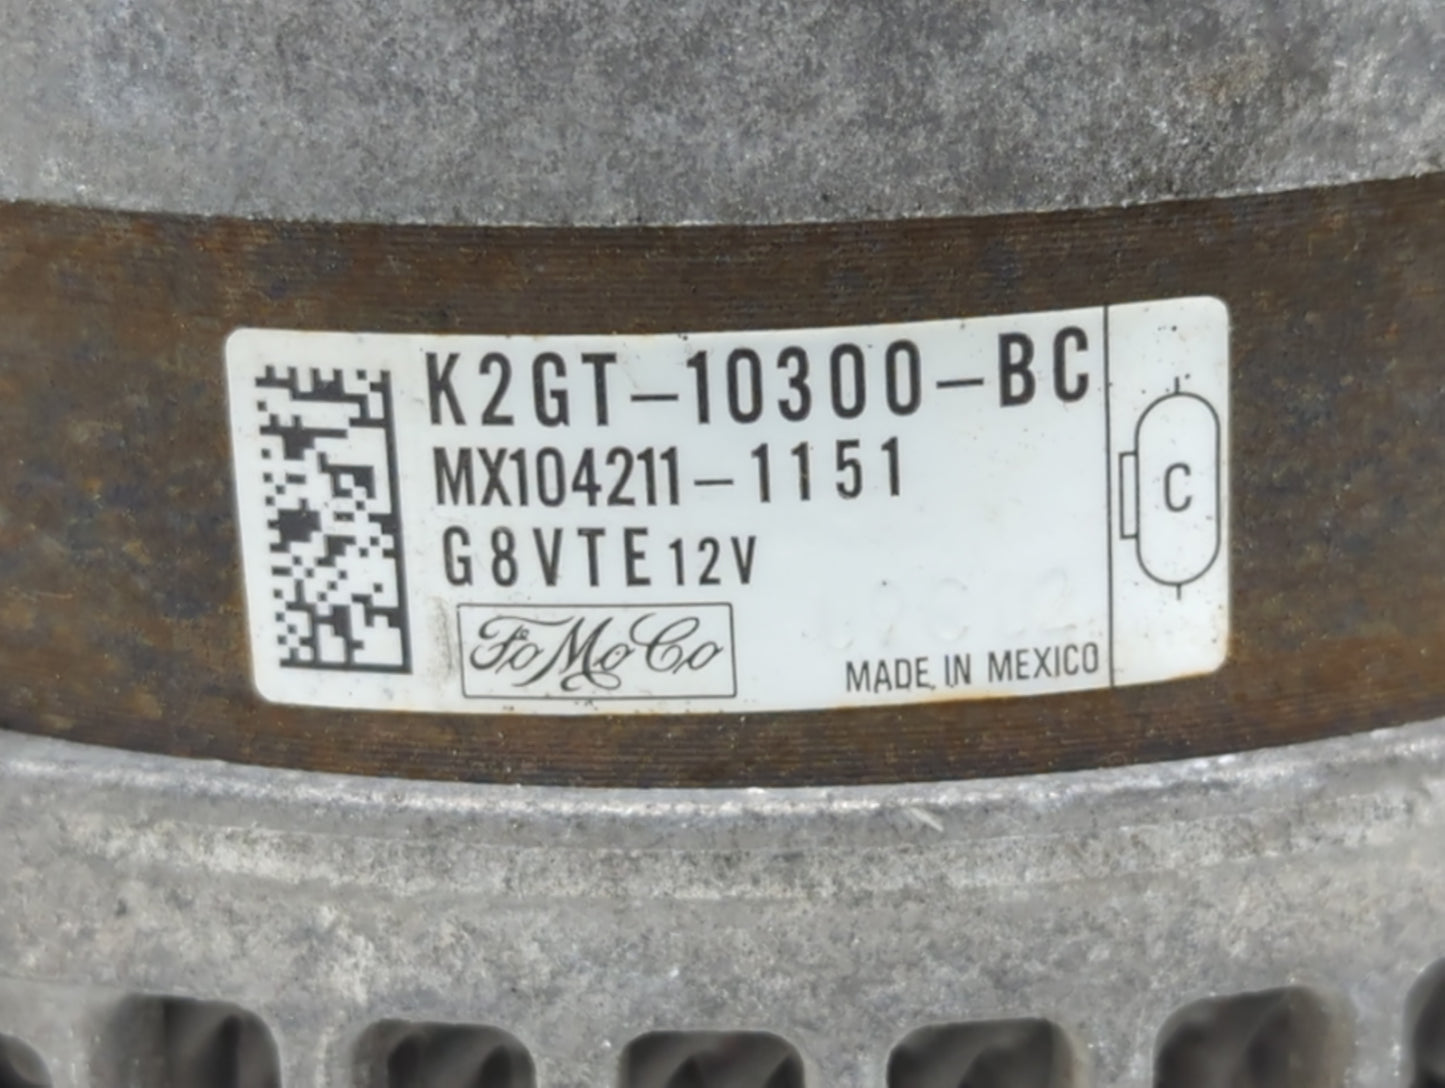 K2GT-10300-BC
MX104211-1151
G8VTE 12V
FoMoCo
MADE IN MEXICO
C